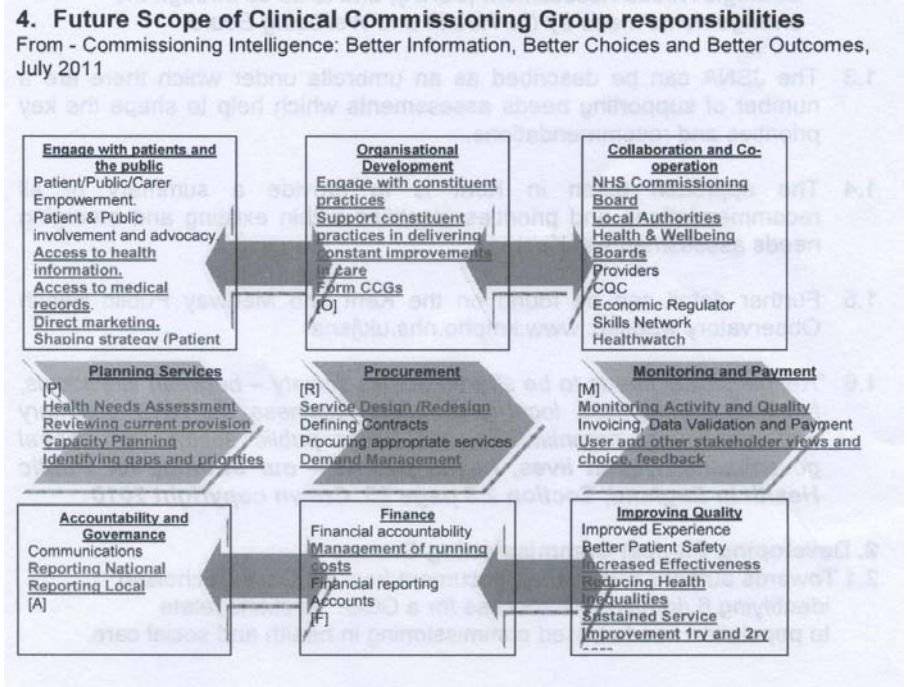 4. Future Scope of Clinical Commissioning Group responsibilities
From - Commissioning Intelligence: Better Information, Better Choices and Better Outcomes,
July 2011
Engage with patients and
the public
Patient/Public/Carer
Empowerment.
Patient & Public
involvement and advocacy
Access to health
information.
Access to medical
records.
Direct marketing.
Shaping strategy (Patient
Organisational
Development
Engage with constituent
practices
Support constituent
practices in delivering
constant improvements
in care
Form CCGs
[O]
Collaboration and Co-
operation
NHS Commissioning
Board
Local Authorities
Health & Wellbeing
Boards
Providers
CQC
Economic Regulator
Skills Network
Healthwatch
Planning Services
[P]
Health Needs Assessment
Reviewing current provision
Capacity Planning
Identifying gaps and priorities
Procurement
[R]
Service Design /Redesign
Defining Contracts
Procuring appropriate services
Demand Management
Monitoring and Payment
[M]
Monitoring Activity and Quality
Invoicing, Data Validation and Payment
User and other stakeholder views and
choice, feedback
Accountability and
Governance
Communications
Reporting National
Reporting Local
[A]
Finance
Financial accountability
Management of running
costs
Financial reporting
Accounts
[F]
Improving Quality
Improved Experience
Better Patient Safety
Increased Effectiveness
Reducing Health
Inequalities
Sustained Service
Improvement 1ry and 2ry